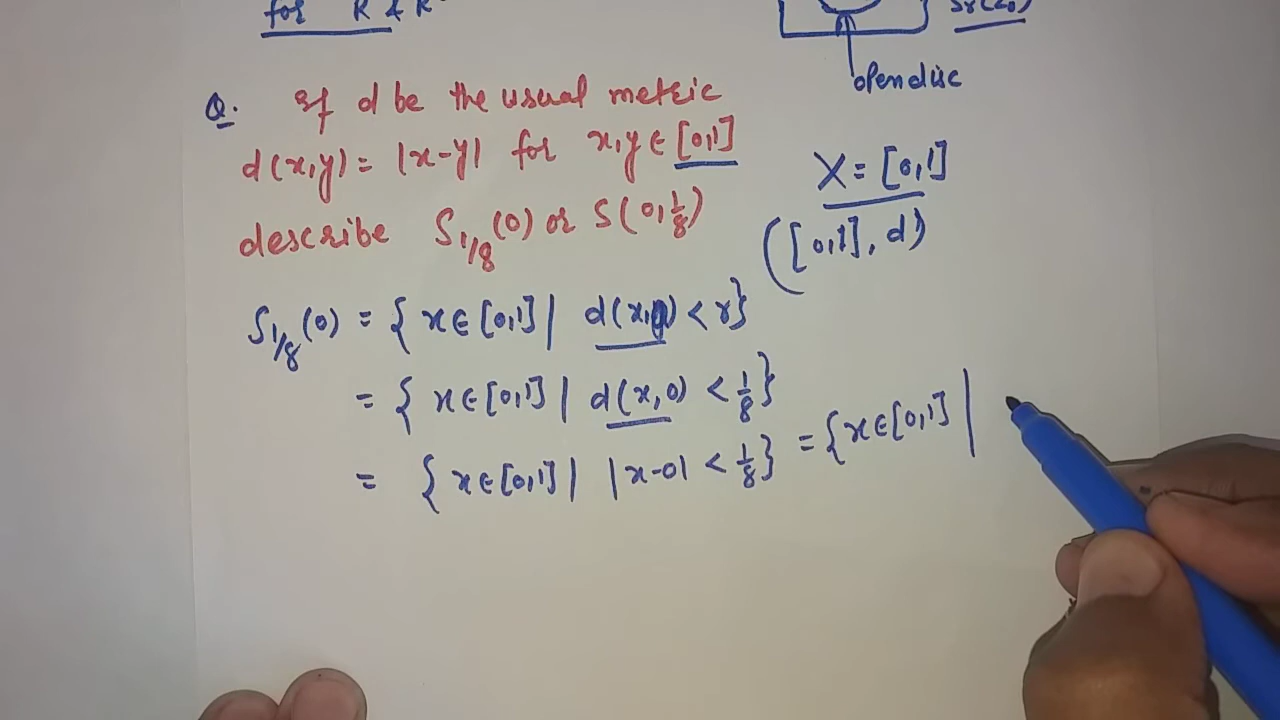 for R &
Sr(z₀)
open disc
Q. If d be the usual metric
d(x,y) = |x-y| for x,y ∈ [0,1]
describe S₁/₈(0) or S(0,1/8)
X = [0,1]
([0,1], d)
S₁/₈(0) = { x ∈ [0,1] | d(x,y) < r}
= { x ∈ [0,1] | d(x,0) < 1/8 }
= { x ∈ [0,1] | |x-0| < 1/8 } = { x ∈ [0,1] |